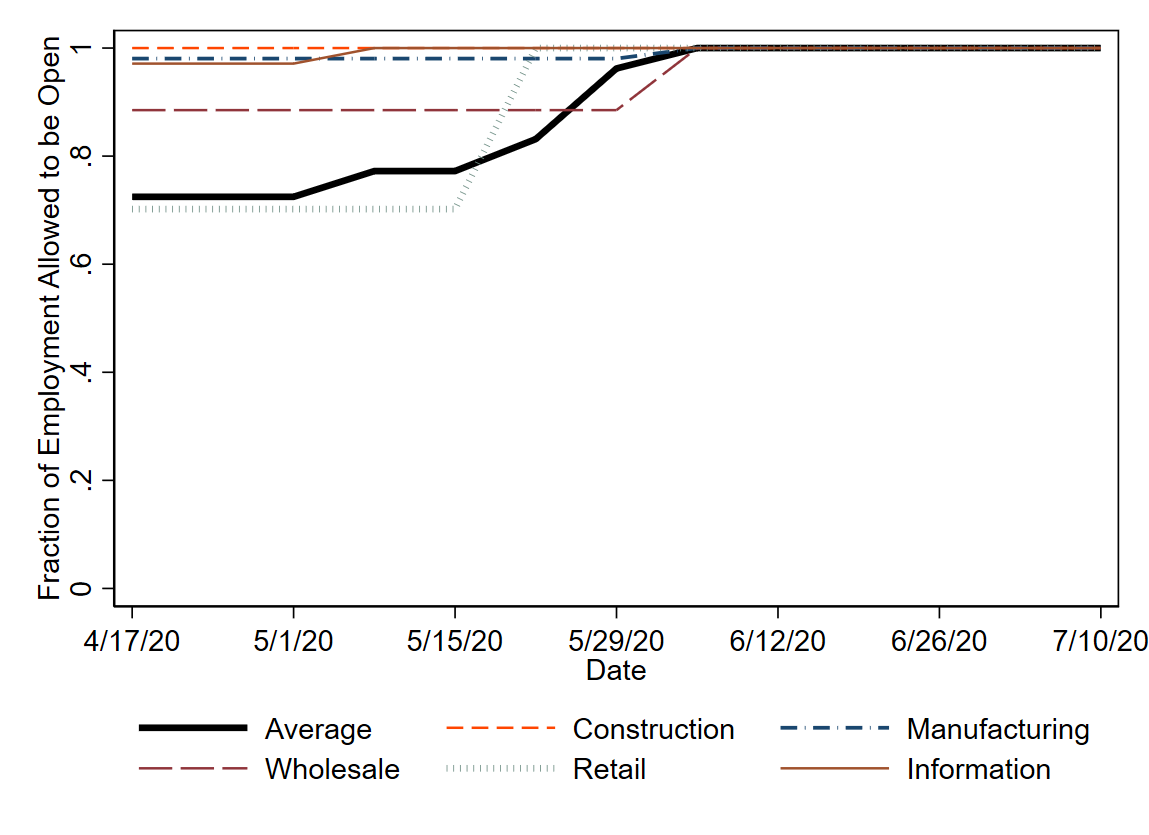 Fraction of Employment Allowed to be Open
1
.8
.6
.4
.2
0
4/17/20 5/1/20 5/15/20 5/29/20 6/12/20 6/26/20 7/10/20
Date
Average Construction Manufacturing
Wholesale Retail Information